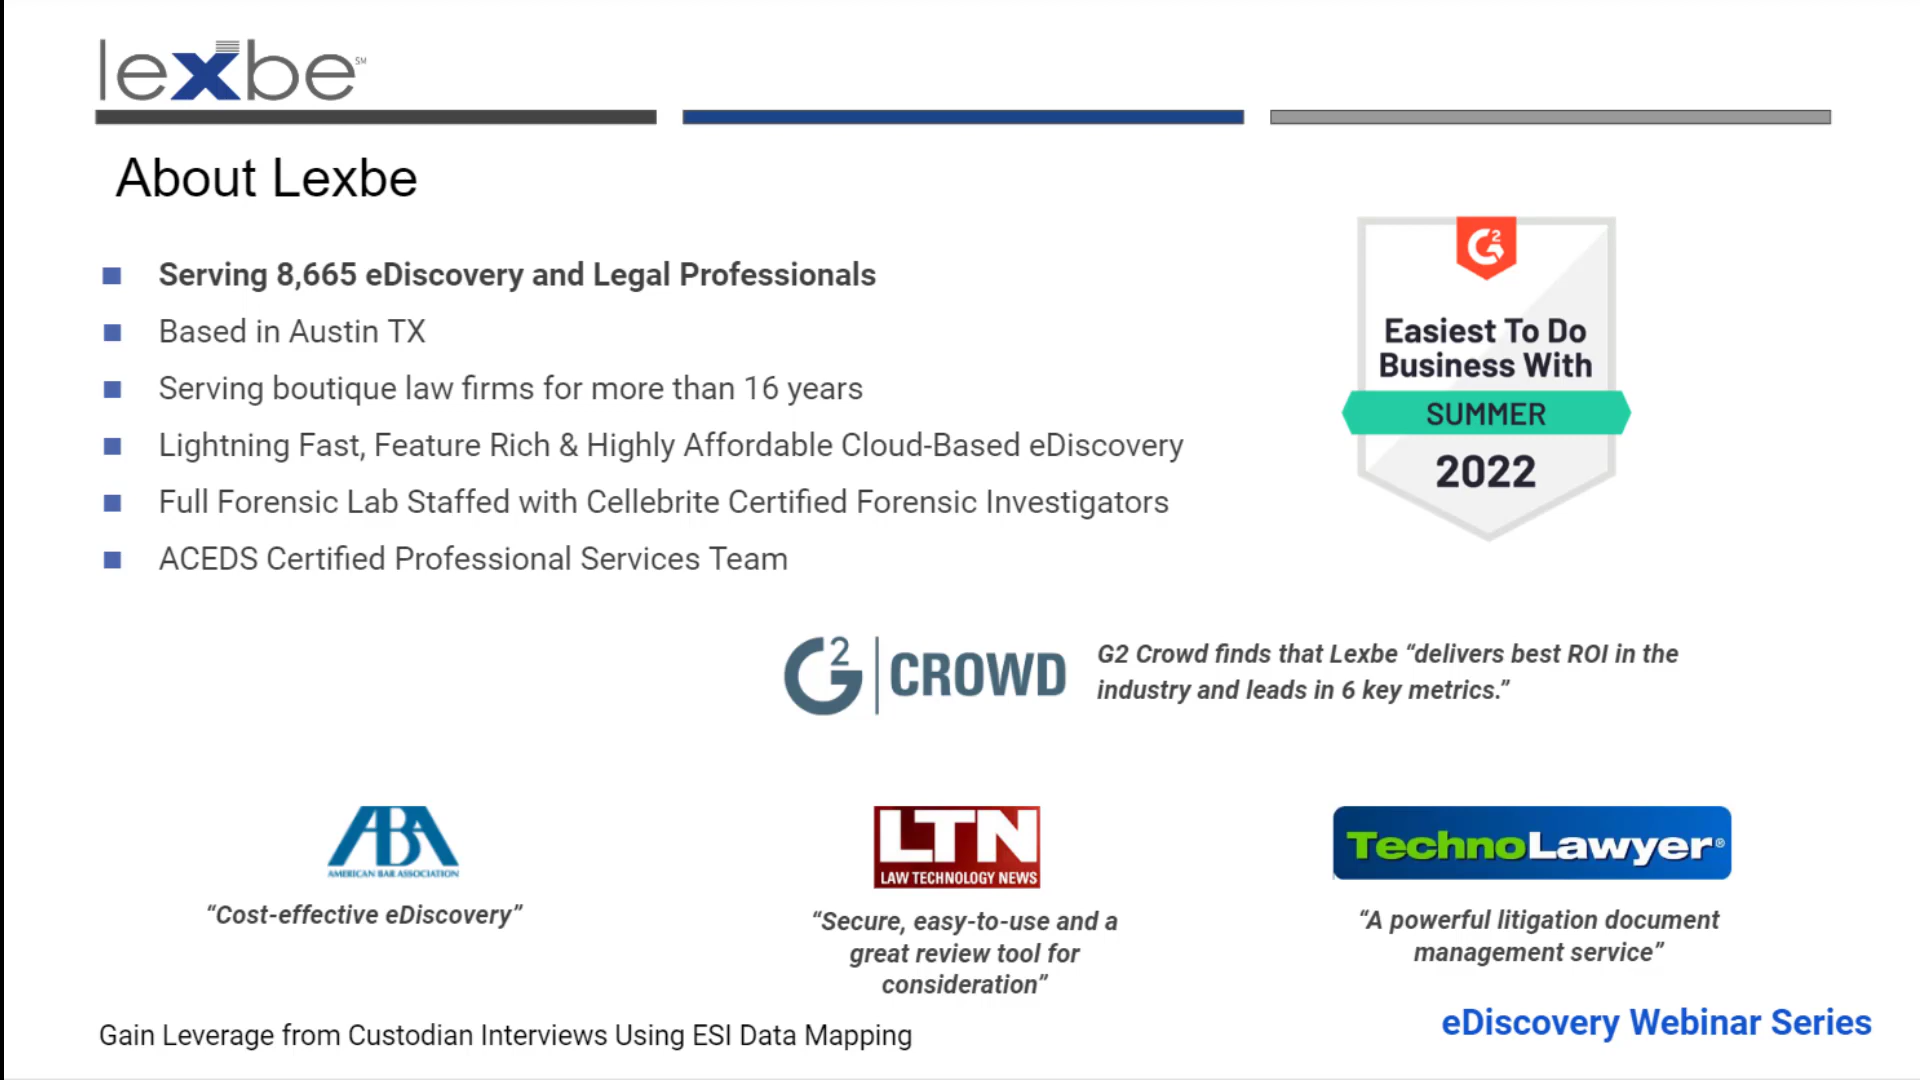 lexbe℠
About Lexbe
Serving 8,665 eDiscovery and Legal Professionals
Based in Austin TX
Serving boutique law firms for more than 16 years
Lightning Fast, Feature Rich & Highly Affordable Cloud-Based eDiscovery
Full Forensic Lab Staffed with Cellebrite Certified Forensic Investigators
ACEDS Certified Professional Services Team
G2
Easiest To Do
Business With
SUMMER
2022
G2 CROWD
G2 Crowd finds that Lexbe “delivers best ROI in the
industry and leads in 6 key metrics.”
ABA
AMERICAN BAR ASSOCIATION
“Cost-effective eDiscovery”
LTN
LAW TECHNOLOGY NEWS
“Secure, easy-to-use and a
great review tool for
consideration”
TechnoLawyer®
“A powerful litigation document
management service”
Gain Leverage from Custodian Interviews Using ESI Data Mapping
eDiscovery Webinar Series